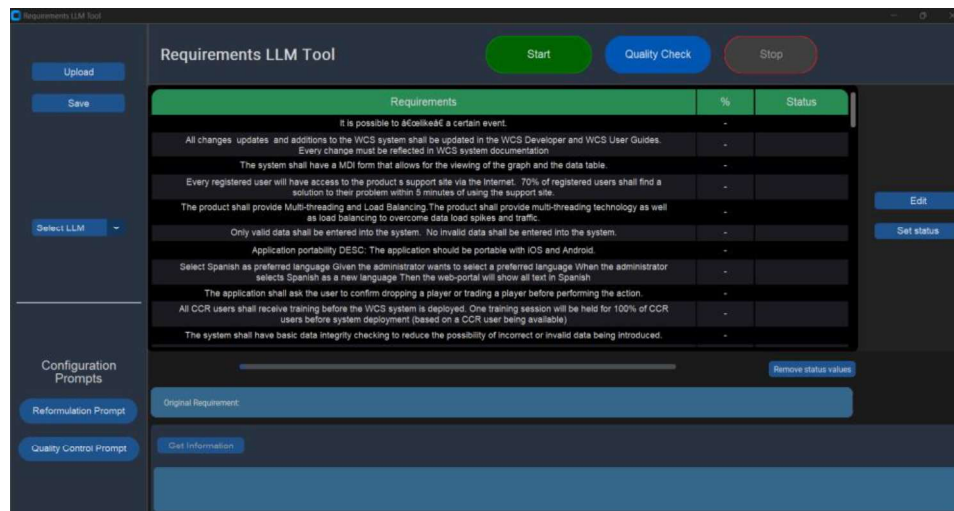 Requirements LLM Tool
Requirements LLM Tool
Start
Quality Check
Stop
Upload
Save
Select LLM
Configuration
Prompts
Reformulation Prompt
Quality Control Prompt
Requirements % Status
It is possible to â€œlikeâ€ a certain event. -
All changes updates and additions to the WCS system shall be updated in the WCS Developer and WCS User Guides.
Every change must be reflected in WCS system documentation -
The system shall have a MDI form that allows for the viewing of the graph and the data table. -
Every registered user will have access to the product s support site via the Internet. 70% of registered users shall find a
solution to their problem within 5 minutes of using the support site. -
The product shall provide Multi-threading and Load Balancing.The product shall provide multi-threading technology as well
as load balancing to overcome data load spikes and traffic. -
Only valid data shall be entered into the system. No invalid data shall be entered into the system. -
Application portability DESC: The application should be portable with iOS and Android. -
Select Spanish as preferred language Given the administrator wants to select a preferred language When the administrator
selects Spanish as a new language Then the web-portal will show all text in Spanish -
The application shall ask the user to confirm dropping a player or trading a player before performing the action. -
All CCR users shall receive training before the WCS system is deployed. One training session will be held for 100% of CCR
users before system deployment (based on a CCR user being available) -
The system shall have basic data integrity checking to reduce the possibility of incorrect or invalid data being introduced. -
Edit
Set status
Remove status values
Original Requirement:
Get Information